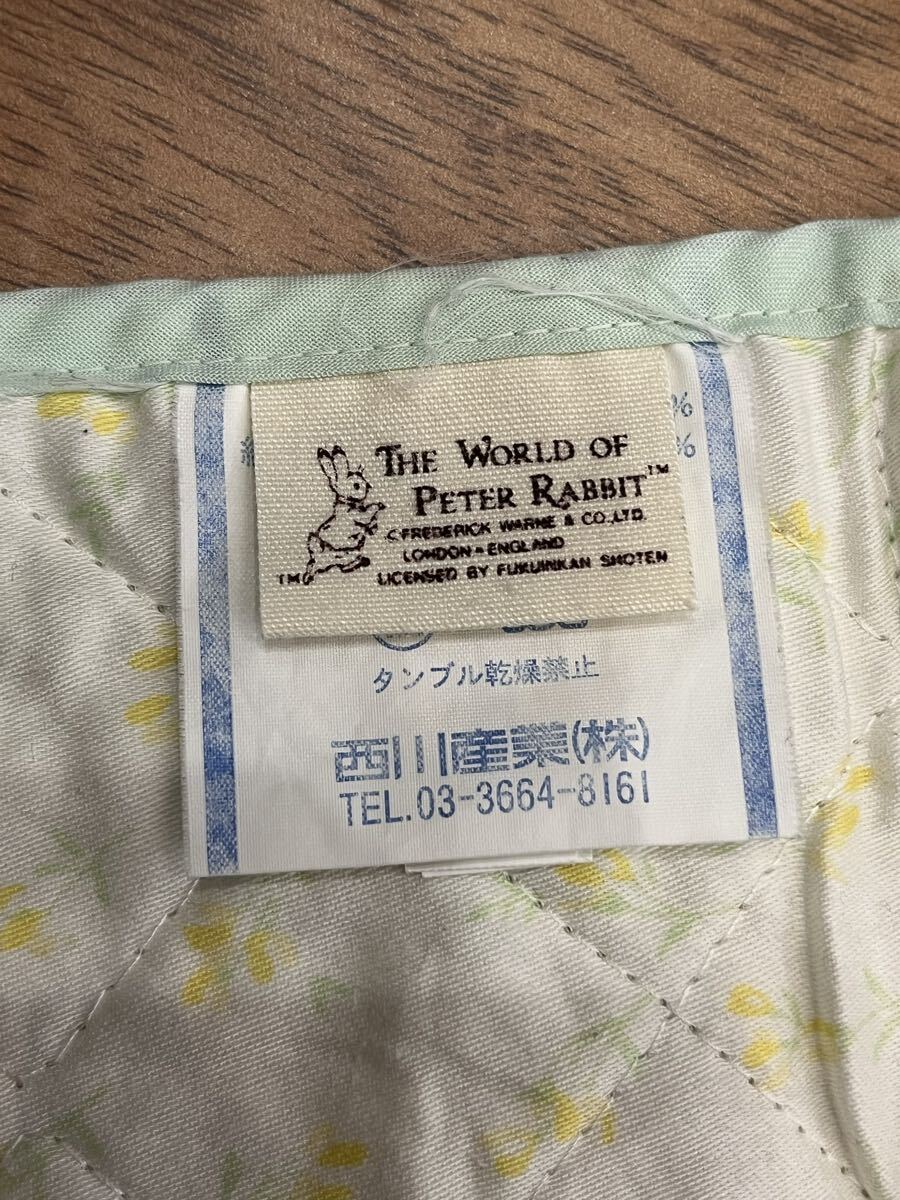 %
%
THE WORLD OF
PETER RABBIT™
©FREDERICK WARNE & CO.,LTD.
LONDON-ENGLAND
TM LICENSED BY FUKUINKAN SHOTEN
タンブル乾燥禁止
西川産業(株)
TEL.03-3664-8161